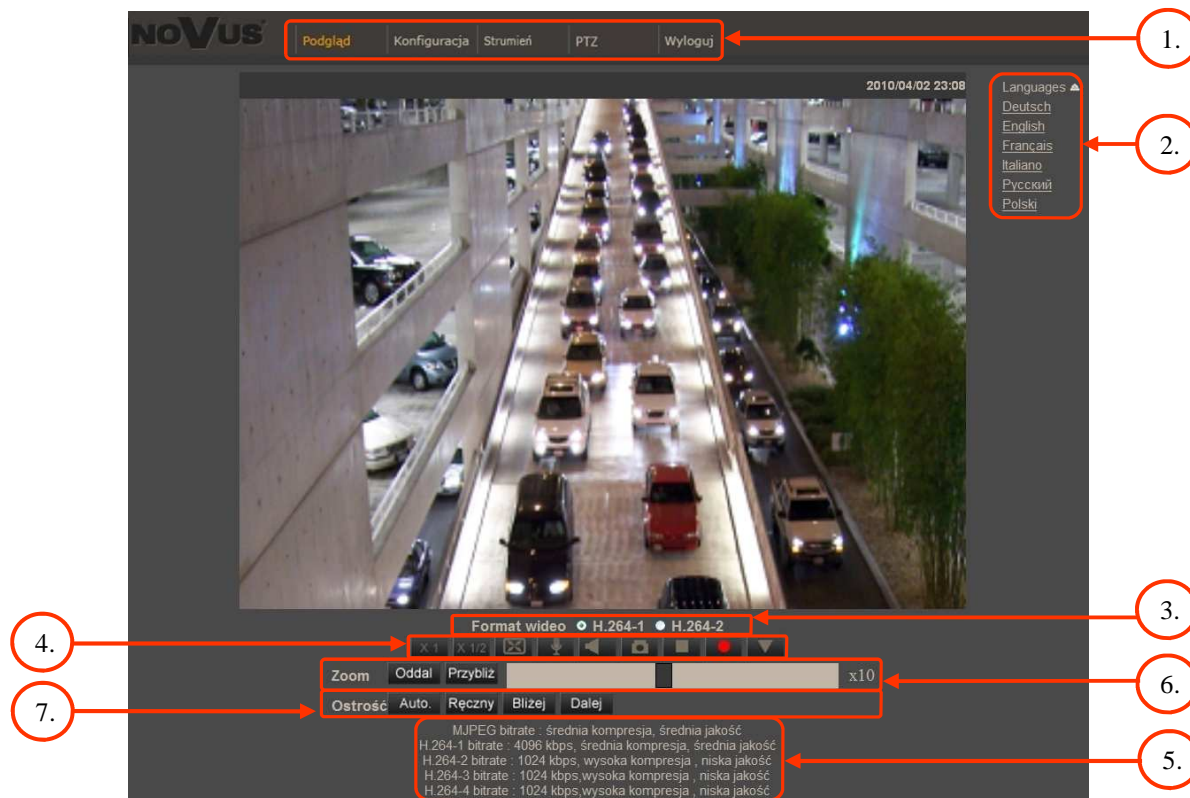 NOVUS
Podgląd Konfiguracja Strumień PTZ Wyloguj
1.
2010/04/02 23:08
Languages
Deutsch
English
Français
Italiano
Русский
Polski
2.
Format wideo H.264-1 H.264-2
3.
4.
X 1 X 1/2
Zoom Oddal Przybliż x10
6.
7.
Ostrość Auto. Ręczny Bliżej Dalej
MJPEG bitrate : średnia kompresja, średnia jakość
H.264-1 bitrate : 4096 kbps, średnia kompresja, średnia jakość
H.264-2 bitrate : 1024 kbps, wysoka kompresja , niska jakość
H.264-3 bitrate : 1024 kbps,wysoka kompresja , niska jakość
H.264-4 bitrate : 1024 kbps,wysoka kompresja , niska jakość
5.